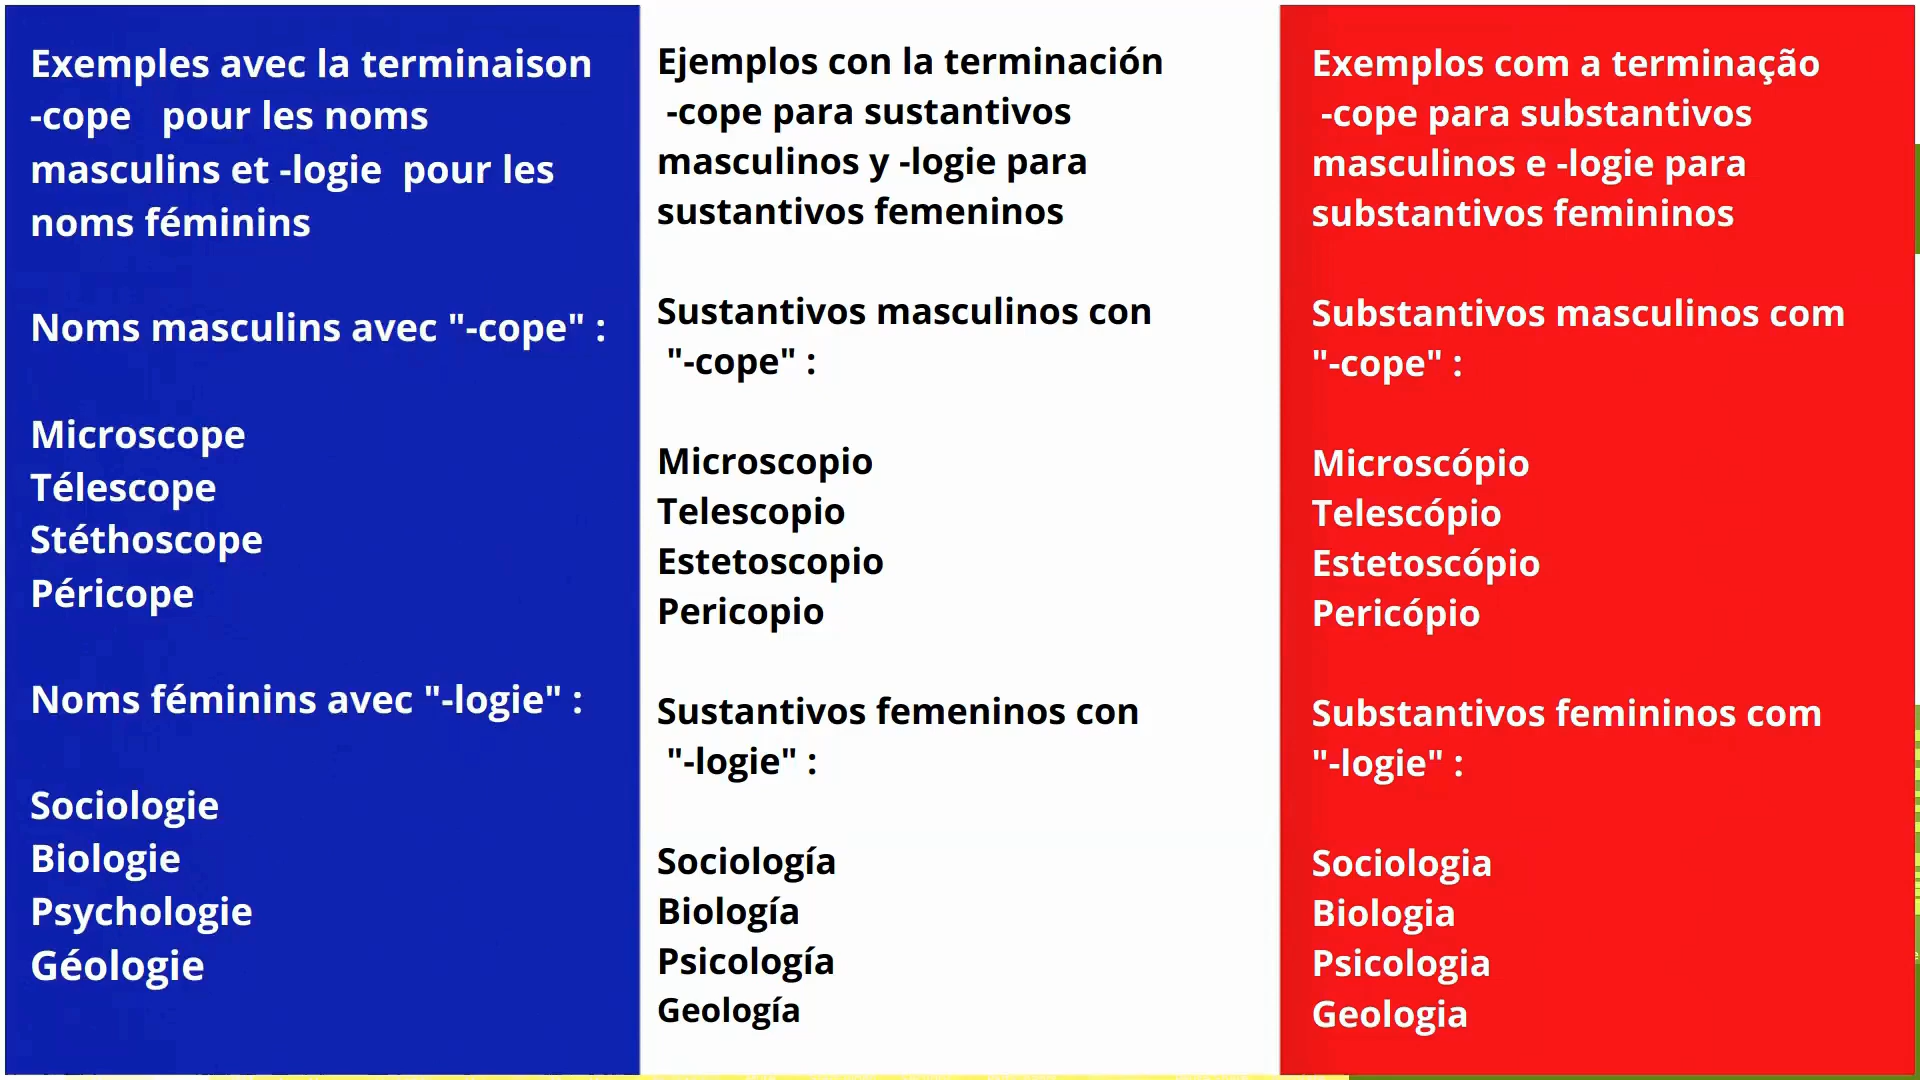 Exemples avec la terminaison
-cope pour les noms
masculins et -logie pour les
noms féminins
Noms masculins avec "-cope" :
Microscope
Télescope
Stéthoscope
Péricope
Noms féminins avec "-logie" :
Sociologie
Biologie
Psychologie
Géologie
Ejemplos con la terminación
-cope para sustantivos
masculinos y -logie para
sustantivos femeninos
Sustantivos masculinos con
"-cope" :
Microscopio
Telescopio
Estetoscopio
Pericopio
Sustantivos femeninos con
"-logie" :
Sociología
Biología
Psicología
Geología
Exemplos com a terminação
-cope para substantivos
masculinos e -logie para
substantivos femininos
Substantivos masculinos com
"-cope" :
Microscópio
Telescópio
Estetoscópio
Pericópio
Substantivos femininos com
"-logie" :
Sociologia
Biologia
Psicologia
Geologia